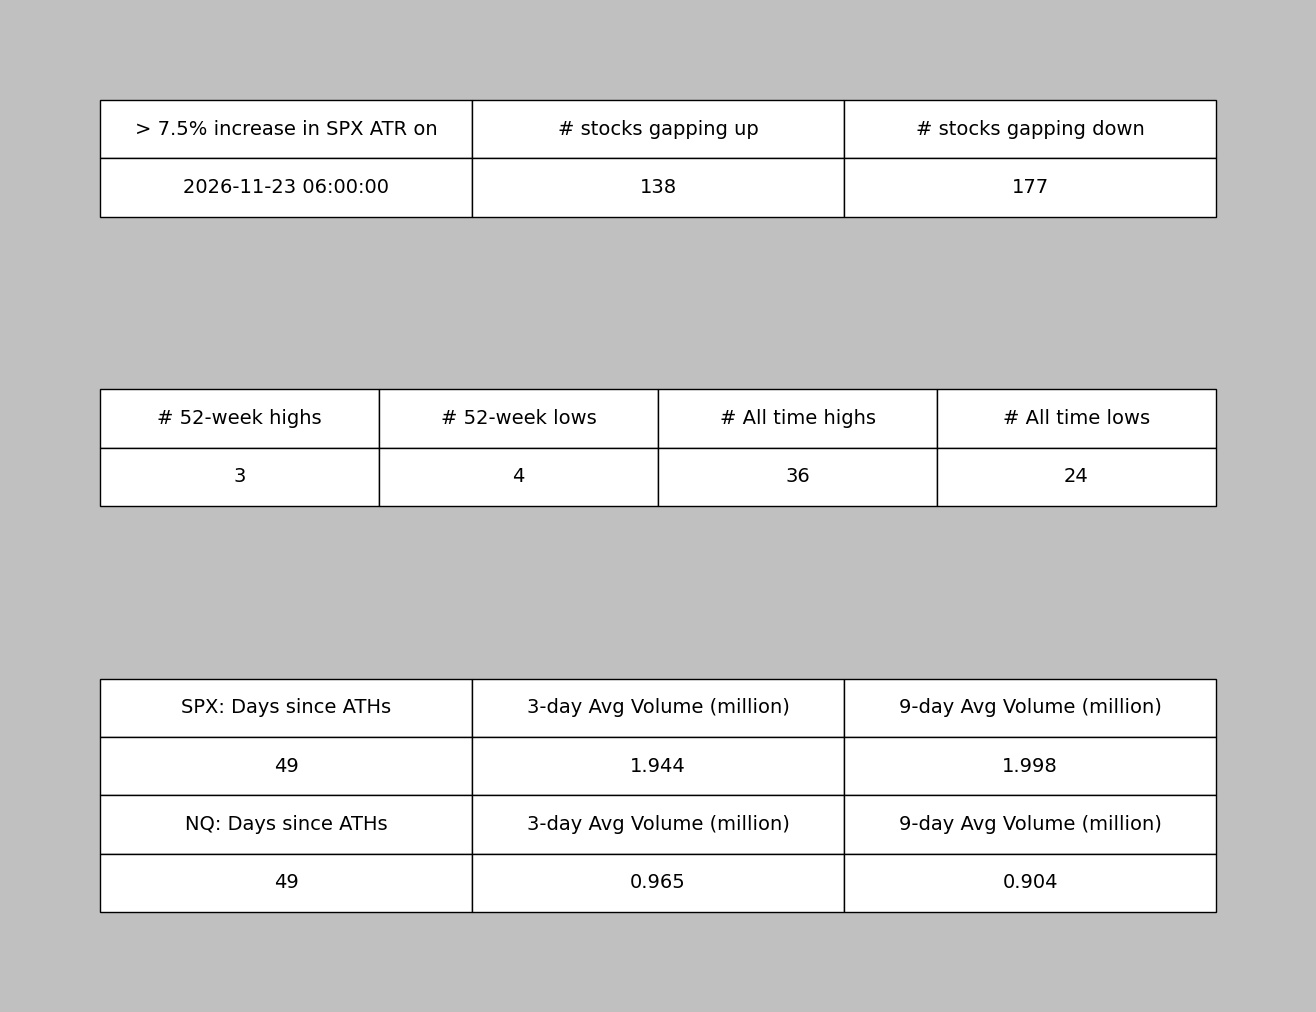 > 7.5% increase in SPX ATR on # stocks gapping up # stocks gapping down
2026-11-23 06:00:00 138 177
# 52-week highs # 52-week lows # All time highs # All time lows
3 4 36 24
SPX: Days since ATHs 3-day Avg Volume (million) 9-day Avg Volume (million)
49 1.944 1.998
NQ: Days since ATHs 3-day Avg Volume (million) 9-day Avg Volume (million)
49 0.965 0.904